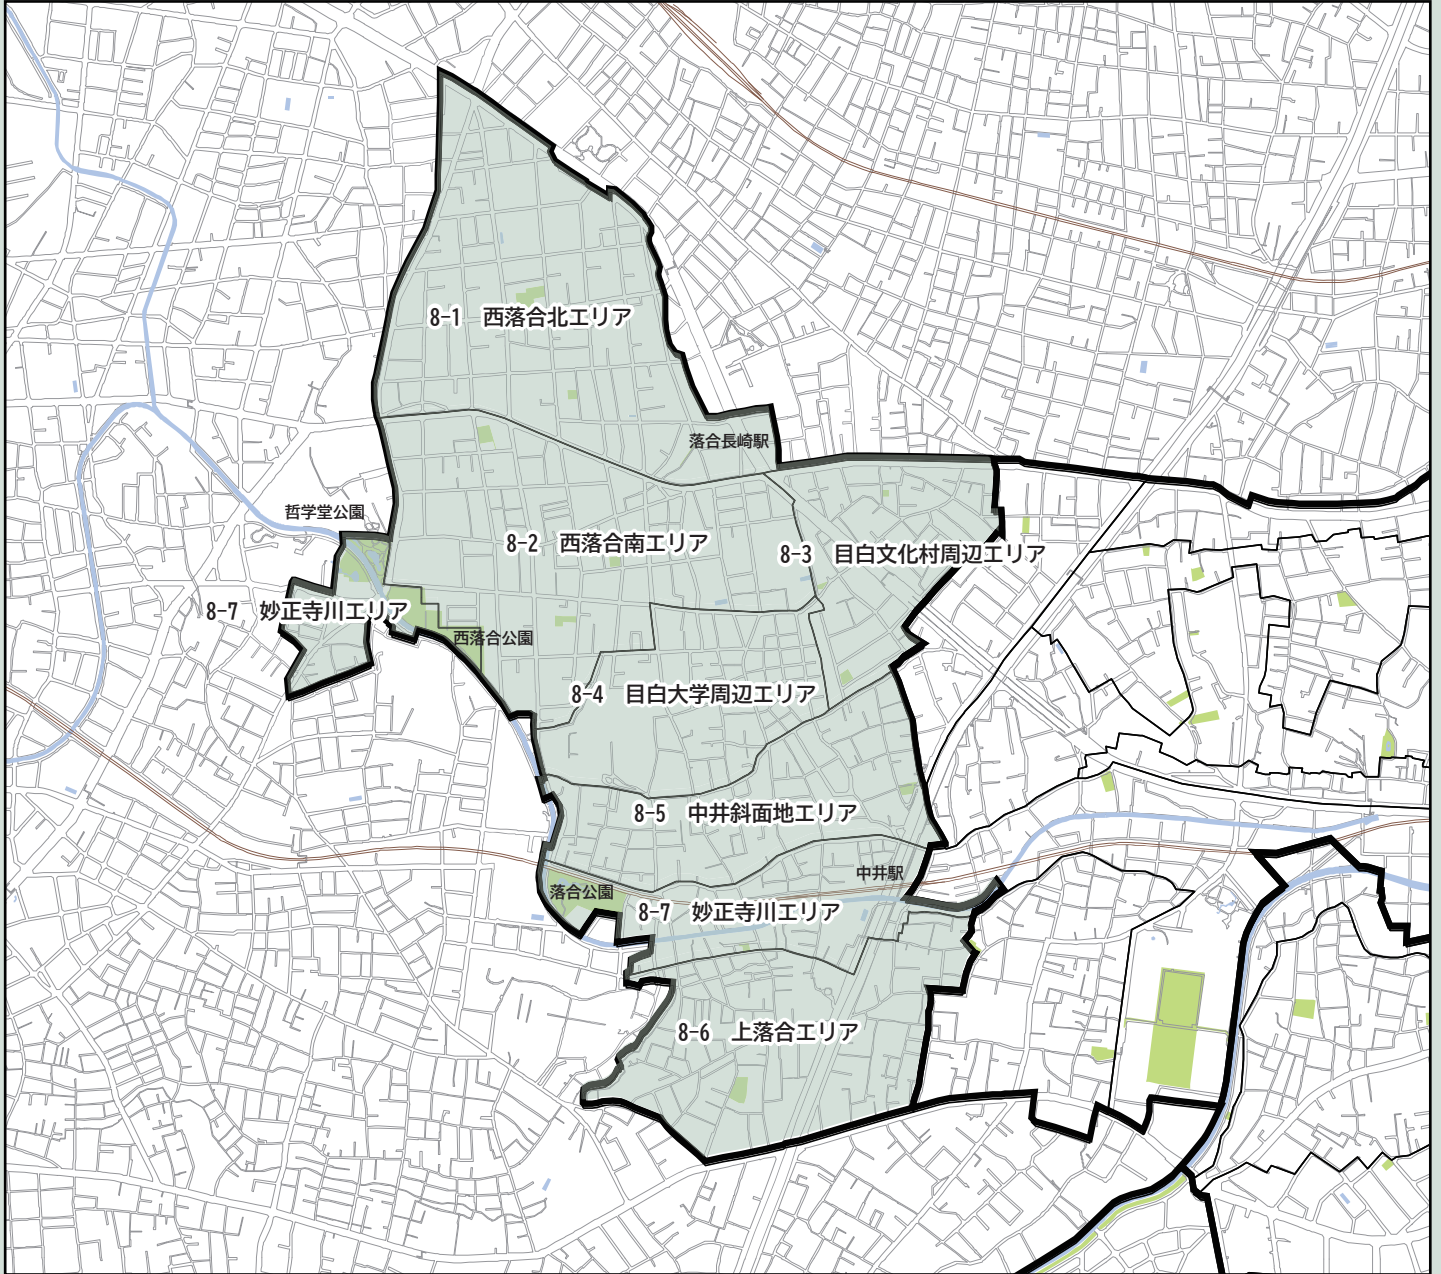 8-1 西落合北エリア
落合長崎駅
哲学堂公園
8-2 西落合南エリア
8-3 目白文化村周辺エリア
8-7 妙正寺川エリア
西落合公園
8-4 目白大学周辺エリア
8-5 中井斜面地エリア
中井駅
落合公園
8-7 妙正寺川エリア
8-6 上落合エリア